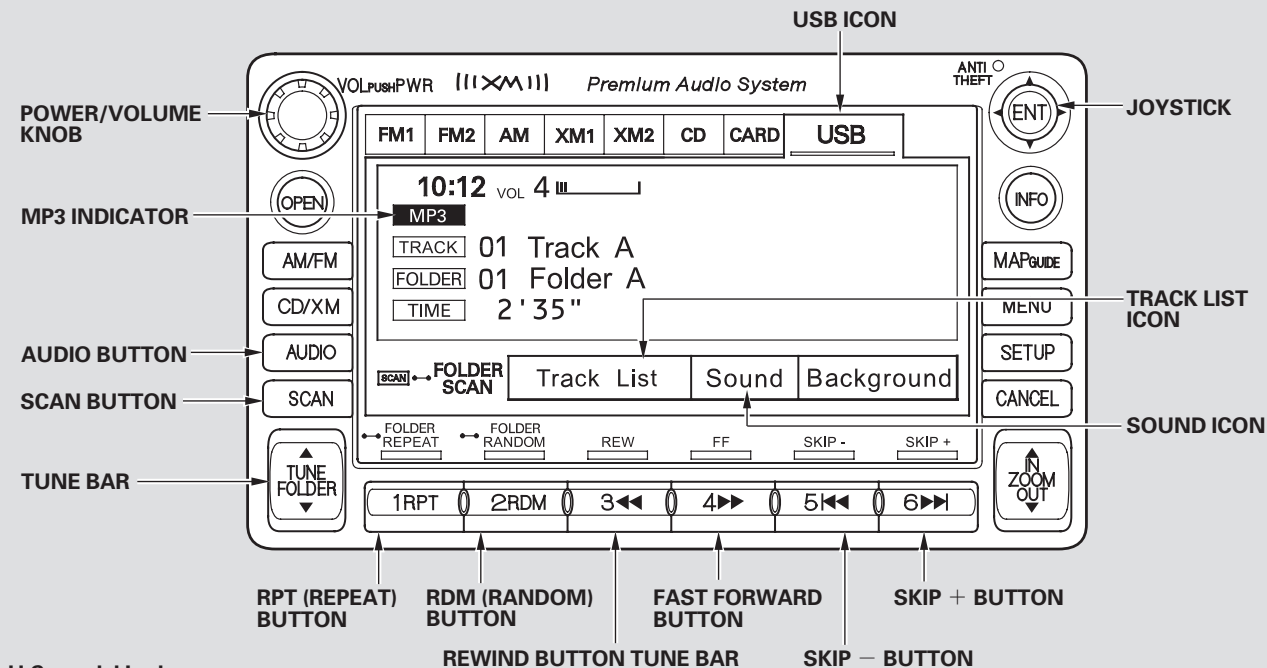 USB ICON
VOL PUSH PWR
XM
Premium Audio System
ANTI THEFT
POWER/VOLUME
KNOB
ENT
JOYSTICK
FM1 FM2 AM XM1 XM2 CD CARD USB
10:12 VOL 4
OPEN
INFO
MP3 INDICATOR
MP3
TRACK 01 Track A
AM/FM
MAP GUIDE
FOLDER 01 Folder A
CD/XM
TIME 2'35"
MENU
TRACK LIST
ICON
AUDIO BUTTON
AUDIO
SETUP
SCAN FOLDER SCAN Track List Sound Background
SCAN BUTTON
SCAN
CANCEL
SOUND ICON
FOLDER REPEAT FOLDER RANDOM REW FF SKIP - SKIP +
TUNE BAR
TUNE FOLDER
IN ZOOM OUT
1RPT 2RDM 3◀◀ 4▶▶ 5|◀◀ 6▶▶|
RPT (REPEAT)
BUTTON
RDM (RANDOM)
BUTTON
FAST FORWARD
BUTTON
SKIP + BUTTON
REWIND BUTTON TUNE BAR
SKIP − BUTTON